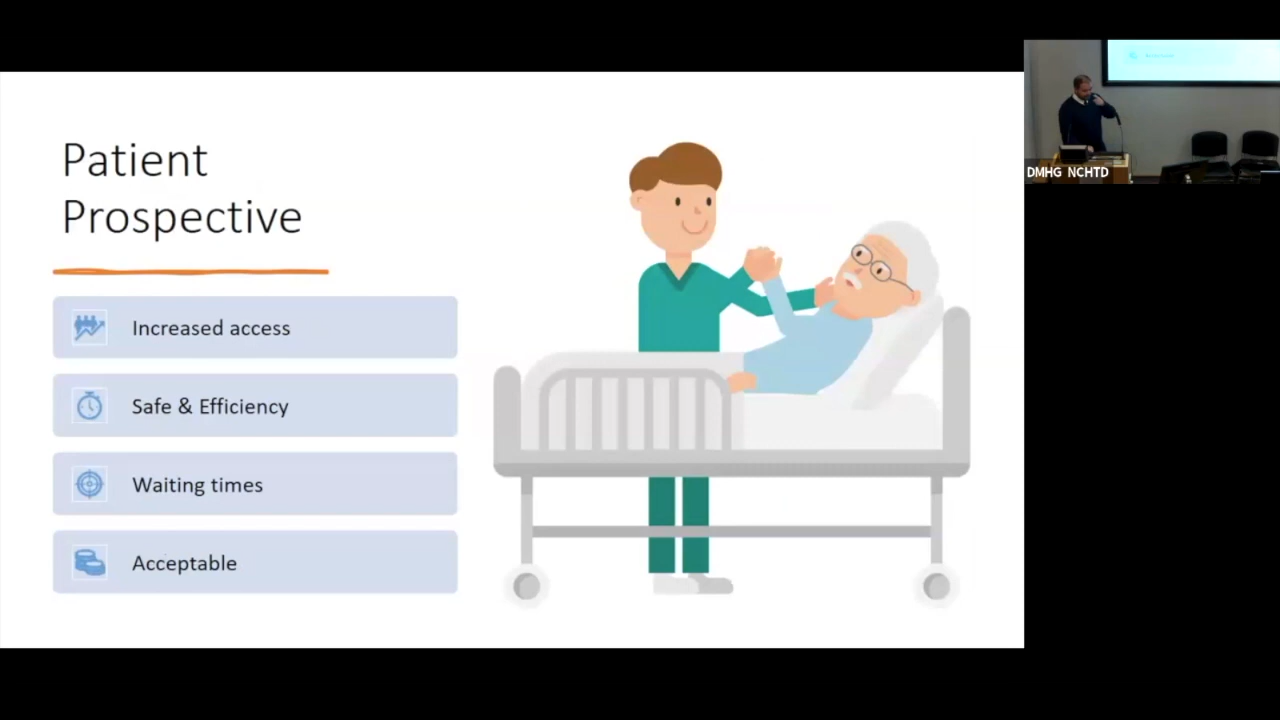 Patient
Prospective
Increased access
Safe & Efficiency
Waiting times
Acceptable
DMHG NCHTD